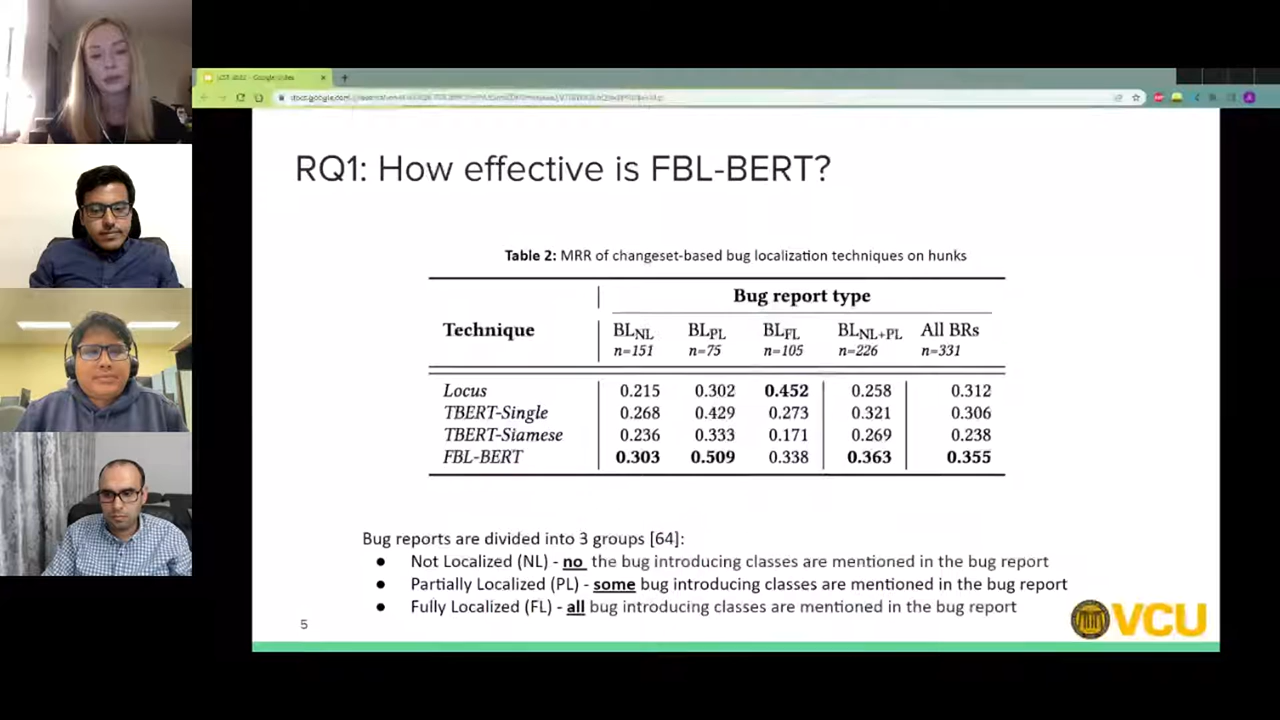 RQ1: How effective is FBL-BERT?
Table 2: MRR of changeset-based bug localization techniques on hunks
Bug report type
Technique BL_NL BL_PL BL_FL BL_NL+PL All BRs
n=151 n=75 n=105 n=226 n=331
Locus 0.215 0.302 0.452 0.258 0.312
TBERT-Single 0.268 0.429 0.273 0.321 0.306
TBERT-Siamese 0.236 0.333 0.171 0.269 0.238
FBL-BERT 0.303 0.509 0.338 0.363 0.355
Bug reports are divided into 3 groups [64]:
● Not Localized (NL) - no the bug introducing classes are mentioned in the bug report
● Partially Localized (PL) - some bug introducing classes are mentioned in the bug report
● Fully Localized (FL) - all bug introducing classes are mentioned in the bug report
5
VCU